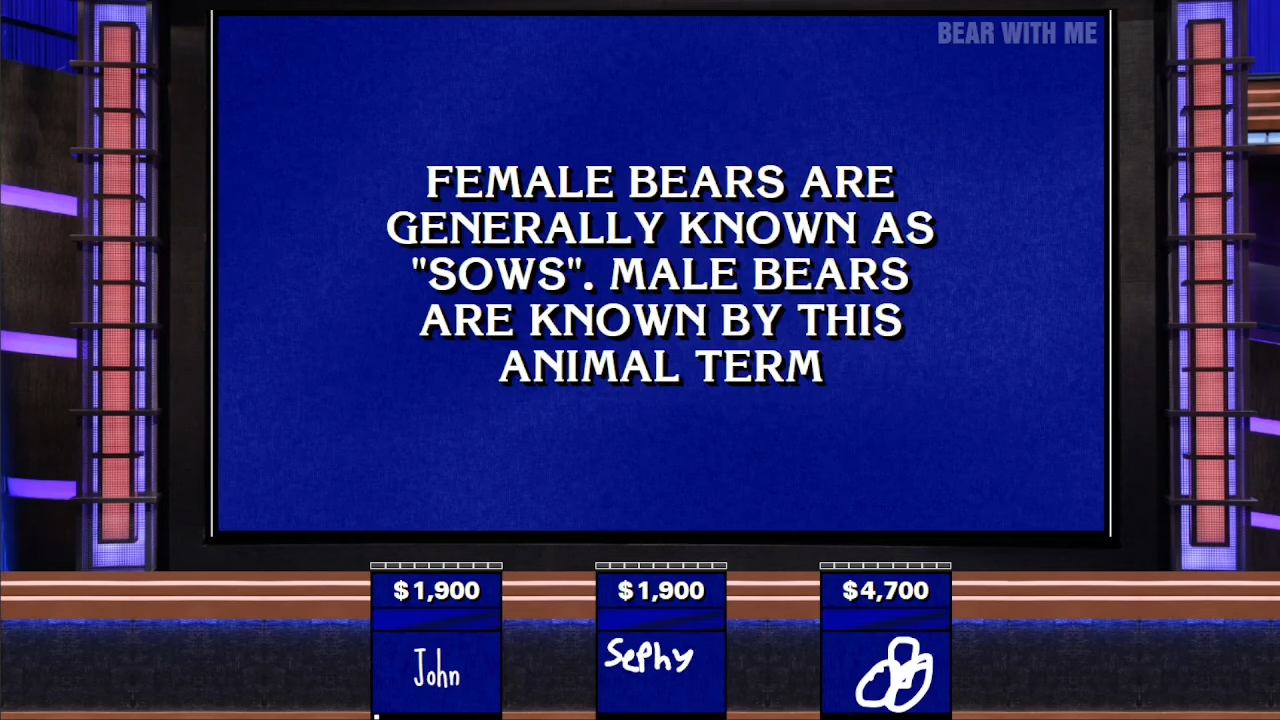 BEAR WITH ME
FEMALE BEARS ARE
GENERALLY KNOWN AS
"SOWS". MALE BEARS
ARE KNOWN BY THIS
ANIMAL TERM
$1,900
$1,900
$4,700
John
Sephy